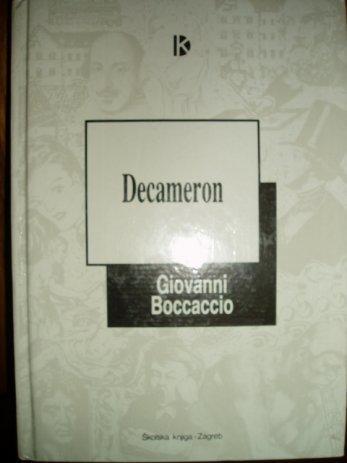 K
Decameron
Giovanni
Boccaccio
Školska knjiga - Zagreb